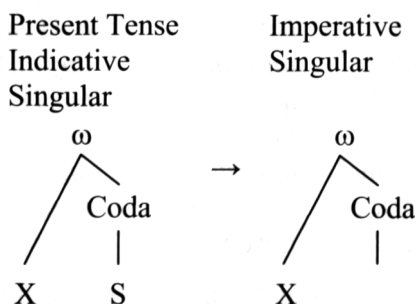 Present Tense
Indicative
Singular
Imperative
Singular
ω
→
ω
Coda
Coda
X S
X